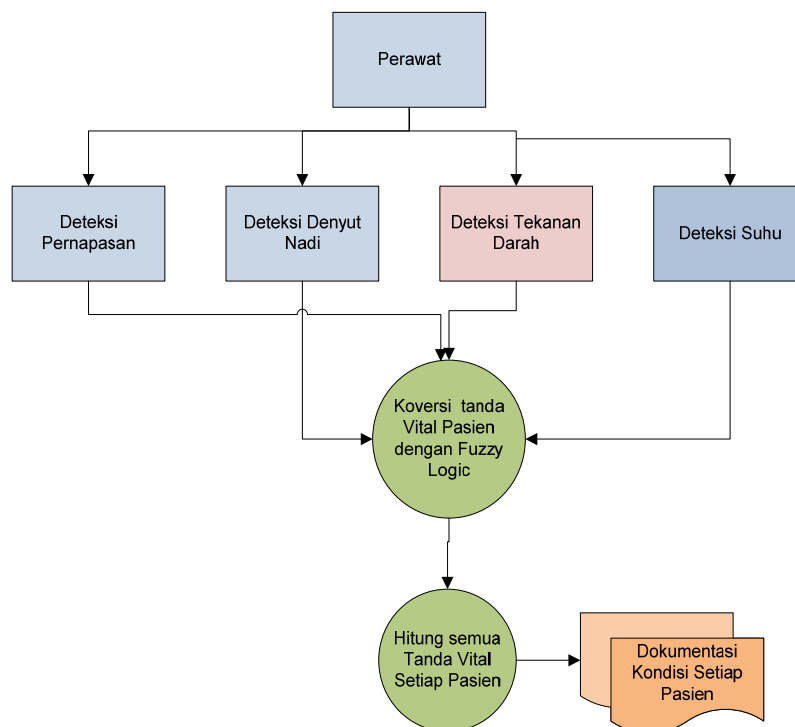 Perawat
Deteksi
Pernapasan
Deteksi Denyut
Nadi
Deteksi Tekanan
Darah
Deteksi Suhu
Koversi tanda
Vital Pasien
dengan Fuzzy
Logic
Hitung semua
Tanda Vital
Setiap Pasien
Dokumentasi
Kondisi Setiap
Pasien